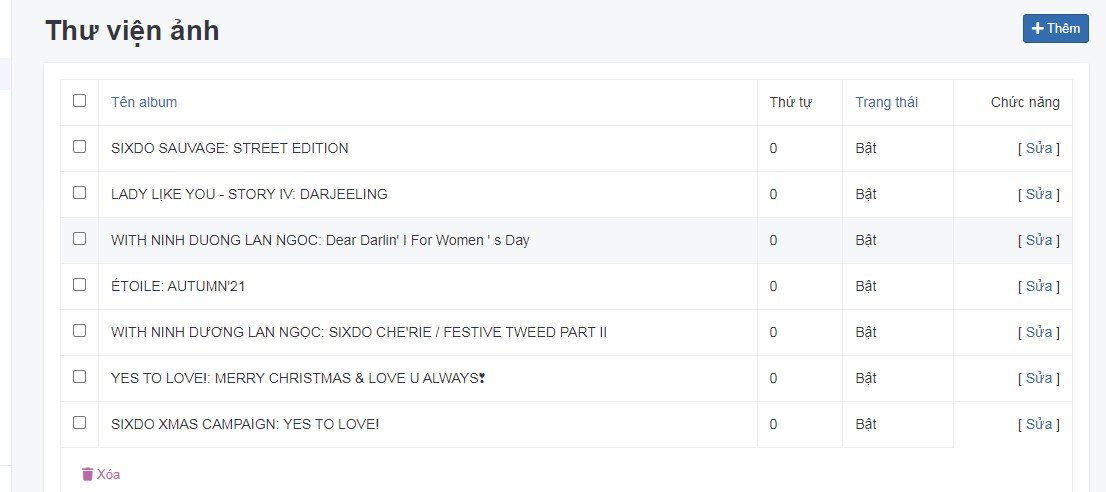 Thư viện ảnh
Thêm
Tên album Thứ tự Trạng thái Chức năng
SIXDO SAUVAGE: STREET EDITION 0 Bật [ Sửa ]
LADY LỊKE YOU - STORY IV: DARJEELING 0 Bật [ Sửa ]
WITH NINH DUONG LAN NGOC: Dear Darlin' I For Women ' s Day 0 Bật [ Sửa ]
ÉTOILE: AUTUMN'21 0 Bật [ Sửa ]
WITH NINH DƯƠNG LAN NGỌC: SIXDO CHE'RIE / FESTIVE TWEED PART II 0 Bật [ Sửa ]
YES TO LOVE!: MERRY CHRISTMAS & LOVE U ALWAYS❣ 0 Bật [ Sửa ]
SIXDO XMAS CAMPAIGN: YES TO LOVE! 0 Bật [ Sửa ]
Xóa